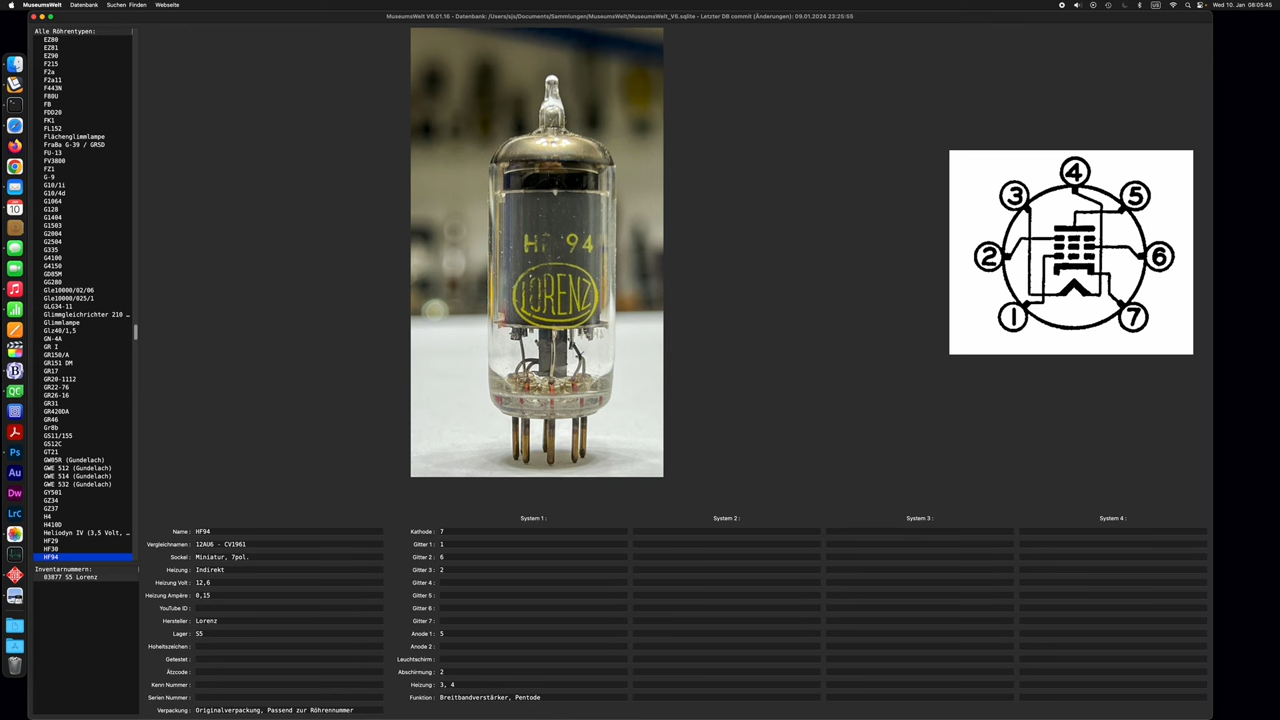 MuseumsWelt Datenbank Suchen Finden Webseite
US Wed 10. Jan 08:05:45
MuseumsWelt V6.01.16 - Datenbank: /Users/sjs/Documents/Sammlungen/MuseumsWelt/MuseumsWelt_V6.sqlite - Letzter DB commit (Änderungen): 09.01.2024 23:25:55
Alle Röhrentypen:
EZ80
EZ81
EZ90
F215
F2a
F2a11
F443N
F80U
FB
FDD20
FK1
FL152
Flächenglimmlampe
FraBa G-39 / GRSD
FU-13
FV3800
FZ1
G-9
G10/1i
G10/4d
G1064
G128
G1404
G1503
G2004
G2504
G335
G4100
G4150
GD85M
GG280
Gle10000/02/06
Gle10000/025/1
GLG34-11
Glimmgleichrichter 210 …
Glimmlampe
Glz40/1,5
GN-4A
GR I
GR150/A
GR151 DM
GR17
GR20-1112
GR22-76
GR26-16
GR31
GR420DA
GR46
Gr8b
GS11/155
GS12C
GT21
GW05R (Gundelach)
GWE 512 (Gundelach)
GWE 514 (Gundelach)
GWE 532 (Gundelach)
GY501
GZ34
GZ37
H4
H410D
Heliodyn IV (3,5 Volt, …
HF29
HF30
HF94
Inventarnummern:
03877 S5 Lorenz
HF 94
LORENZ
4
3 5
2 6
1 7
System 1 : System 2 : System 3 : System 4 :
Name : HF94 Kathode : 7
Vergleichnamen : 12AU6 - CV1961 Gitter 1 : 1
Sockel : Miniatur, 7pol. Gitter 2 : 6
Heizung : Indirekt Gitter 3 : 2
Heizung Volt : 12,6 Gitter 4 :
Heizung Ampère : 0,15 Gitter 5 :
YouTube ID : Gitter 6 :
Hersteller : Lorenz Gitter 7 :
Lager : S5 Anode 1 : 5
Hoheitszeichen : Anode 2 :
Getestet : Leuchtschirm :
Ätzcode : Abschirmung : 2
Kenn Nummer : Heizung : 3, 4
Serien Nummer : Funktion : Breitbandverstärker, Pentode
Verpackung : Originalverpackung, Passend zur Röhrennummer